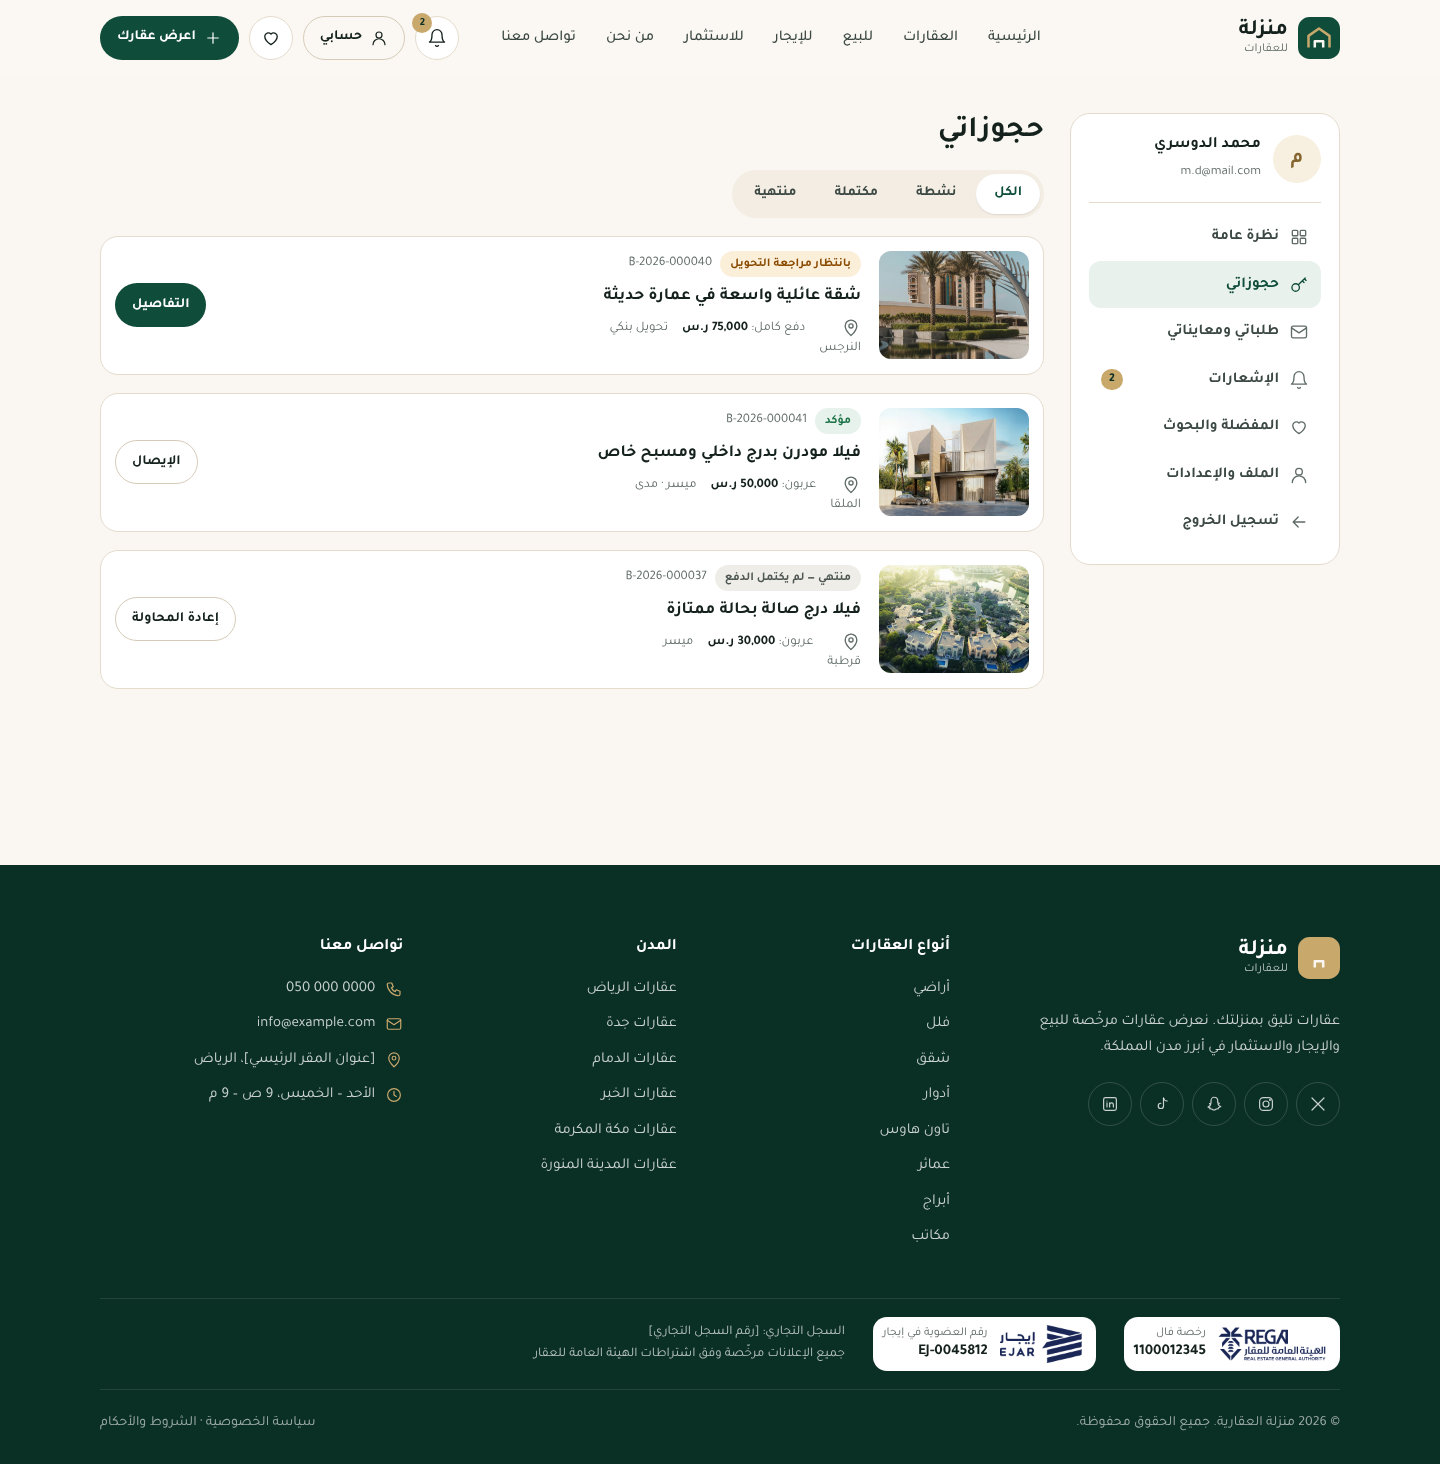 منزلة
للعقارات
الرئيسية
العقارات
للبيع
للإيجار
للاستثمار
من نحن
تواصل معنا
2
حسابي
اعرض عقارك
م
محمد الدوسري
m.d@mail.com
نظرة عامة
حجوزاتي
طلباتي ومعايناتي
الإشعارات
2
المفضلة والبحوث
الملف والإعدادات
تسجيل الخروج
حجوزاتي
الكل
نشطة
مكتملة
منتهية
بانتظار مراجعة التحويل B-2026-000040
شقة عائلية واسعة في عمارة حديثة
النرجس
دفع كامل: 75,000 ر.س تحويل بنكي
التفاصيل
مؤكد B-2026-000041
فيلا مودرن بدرج داخلي ومسبح خاص
الملقا
عربون: 50,000 ر.س ميسر · مدى
الإيصال
منتهي – لم يكتمل الدفع B-2026-000037
فيلا درج صالة بحالة ممتازة
قرطبة
عربون: 30,000 ر.س ميسر
إعادة المحاولة
منزلة
للعقارات
عقارات تليق بمنزلتك. نعرض عقارات مرخّصة للبيع
والإيجار والاستثمار في أبرز مدن المملكة.
أنواع العقارات
أراضي
فلل
شقق
أدوار
تاون هاوس
عمائر
أبراج
مكاتب
المدن
عقارات الرياض
عقارات جدة
عقارات الدمام
عقارات الخبر
عقارات مكة المكرمة
عقارات المدينة المنورة
تواصل معنا
050 000 0000
info@example.com
[عنوان المقر الرئيسي]، الرياض
الأحد – الخميس، 9 ص – 9 م
REGA
الهيئة العامة للعقار
REAL ESTATE GENERAL AUTHORITY
رخصة فال
1100012345
إيجار
EJAR
رقم العضوية في إيجار
EJ-0045812
السجل التجاري: [رقم السجل التجاري]
جميع الإعلانات مرخّصة وفق اشتراطات الهيئة العامة للعقار
© 2026 منزلة العقارية. جميع الحقوق محفوظة.
سياسة الخصوصية · الشروط والأحكام